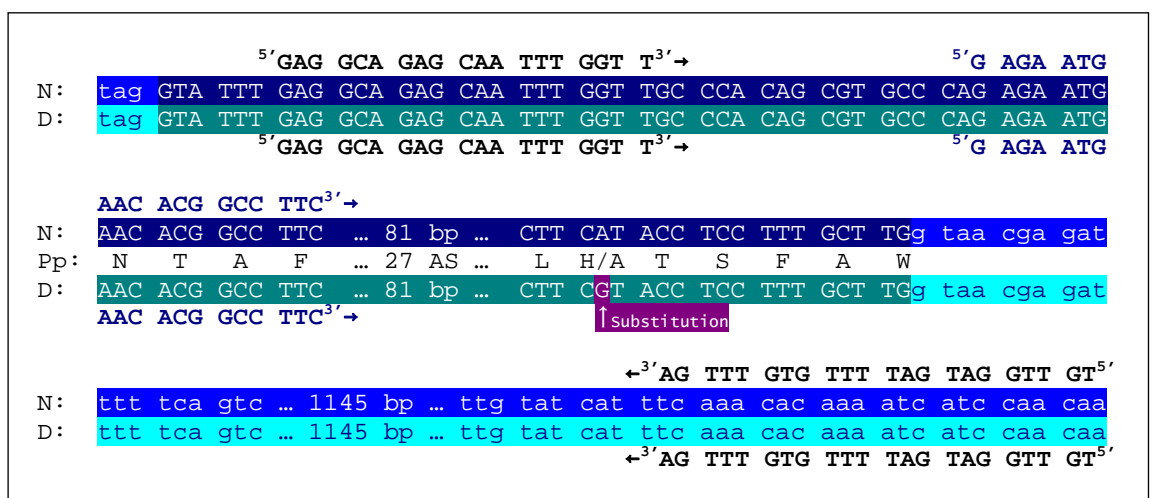 5′GAG GCA GAG CAA TTT GGT T3′→ 5′G AGA ATG
N: tag GTA TTT GAG GCA GAG CAA TTT GGT TGC CCA CAG CGT GCC CAG AGA ATG
D: tag GTA TTT GAG GCA GAG CAA TTT GGT TGC CCA CAG CGT GCC CAG AGA ATG
5′GAG GCA GAG CAA TTT GGT T3′→ 5′G AGA ATG
AAC ACG GCC TTC3′→
N: AAC ACG GCC TTC … 81 bp … CTT CAT ACC TCC TTT GCT TGg taa cga gat
Pp: N T A F … 27 AS … L H/A T S F A W
D: AAC ACG GCC TTC … 81 bp … CTT CGT ACC TCC TTT GCT TGg taa cga gat
AAC ACG GCC TTC3′→ ↑Substitution
←3′AG TTT GTG TTT TAG TAG GTT GT5′
N: ttt tca gtc … 1145 bp … ttg tat cat ttc aaa cac aaa atc atc caa caa
D: ttt tca gtc … 1145 bp … ttg tat cat ttc aaa cac aaa atc atc caa caa
←3′AG TTT GTG TTT TAG TAG GTT GT5′